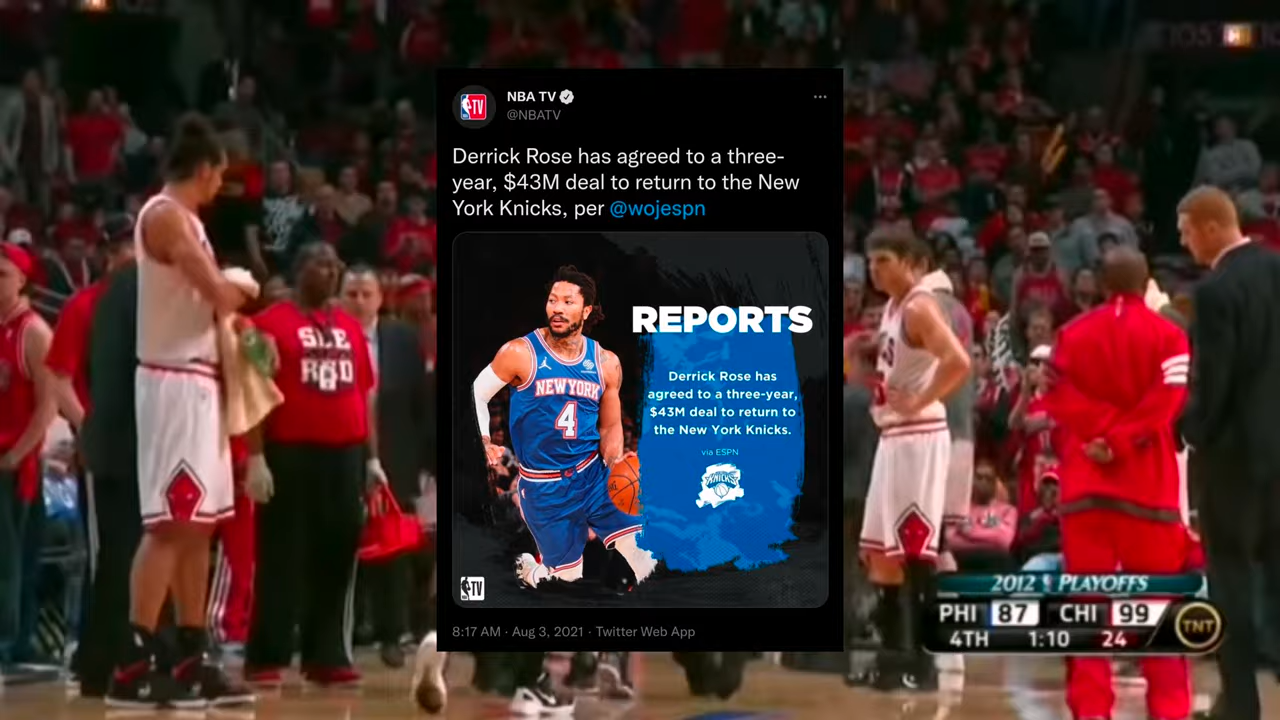 NBA TV
@NBATV
Derrick Rose has agreed to a three-
year, $43M deal to return to the New
York Knicks, per @wojespn
REPORTS
Derrick Rose has
agreed to a three-year,
$43M deal to return to
the New York Knicks.
via ESPN
KNICKS
NEW YORK
4
TV
8:17 AM · Aug 3, 2021 · Twitter Web App
SEE
RED
2012 PLAYOFFS
PHI 87 CHI 99
4TH 1:10 24
TNT